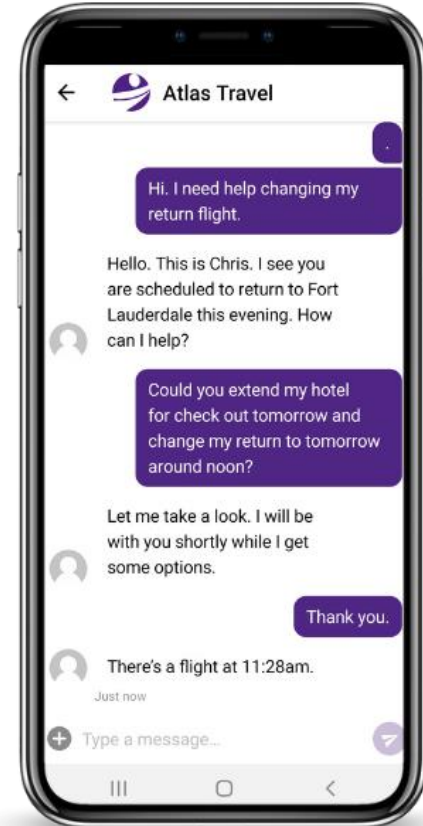 Atlas Travel
.
Hi. I need help changing my
return flight.
Hello. This is Chris. I see you
are scheduled to return to Fort
Lauderdale this evening. How
can I help?
Could you extend my hotel
for check out tomorrow and
change my return to tomorrow
around noon?
Let me take a look. I will be
with you shortly while I get
some options.
Thank you.
There's a flight at 11:28am.
Just now
Type a message...